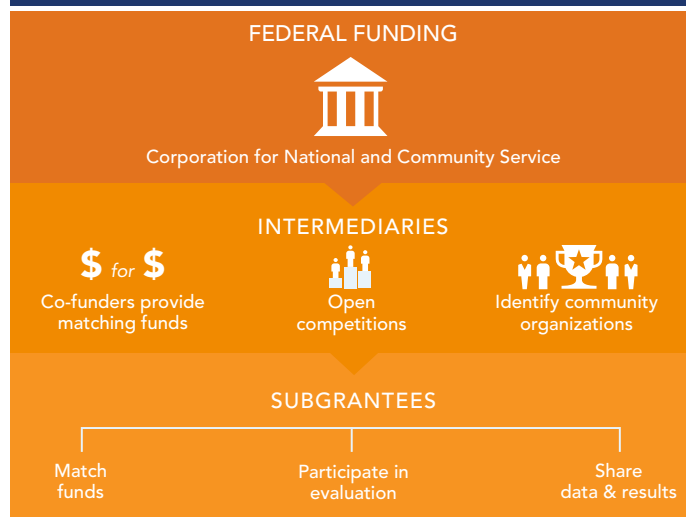 FEDERAL FUNDING
Corporation for National and Community Service
INTERMEDIARIES
$ for $
Co-funders provide
matching funds
Open
competitions
Identify community
organizations
SUBGRANTEES
Match
funds
Participate in
evaluation
Share
data & results